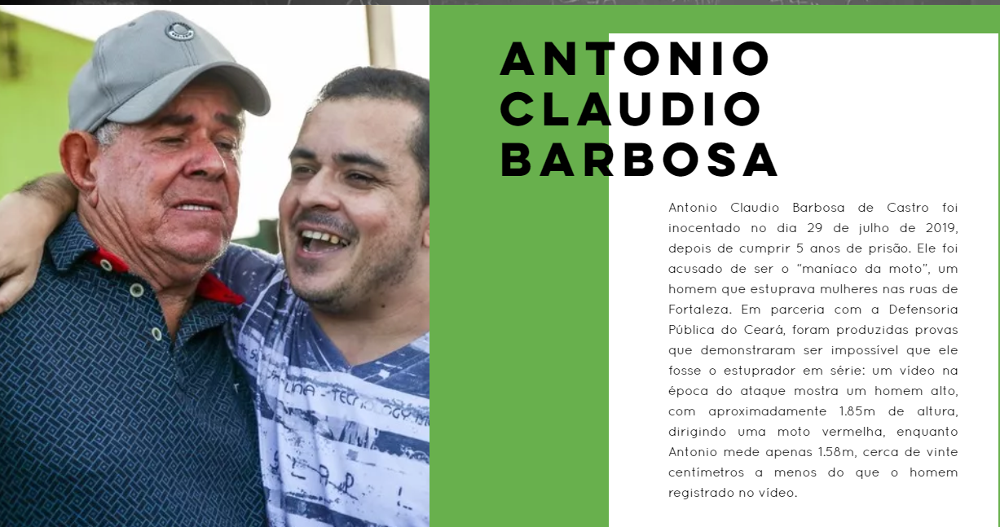 ANTONIO
CLAUDIO
BARBOSA
Antonio Claudio Barbosa de Castro foi
inocentado no dia 29 de julho de 2019,
depois de cumprir 5 anos de prisão. Ele foi
acusado de ser o “maníaco da moto”, um
homem que estuprava mulheres nas ruas de
Fortaleza. Em parceria com a Defensoria
Pública do Ceará, foram produzidas provas
que demonstraram ser impossível que ele
fosse o estuprador em série: um vídeo na
época do ataque mostra um homem alto,
com aproximadamente 1.85m de altura,
dirigindo uma moto vermelha, enquanto
Antonio mede apenas 1.58m, cerca de vinte
centímetros a menos do que o homem
registrado no vídeo.